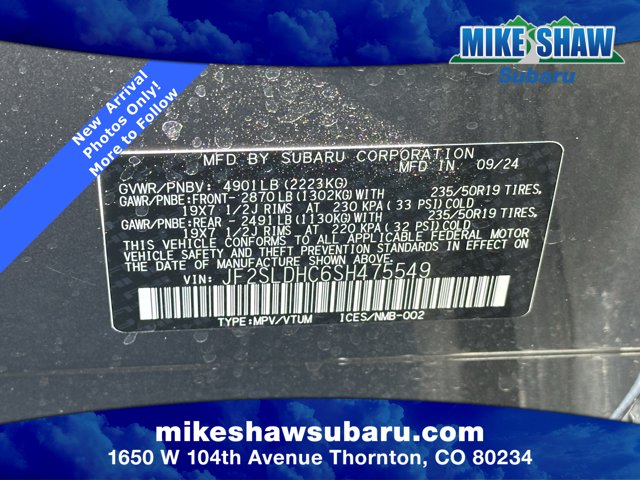 MIKE SHAW
Subaru
New Arrival
Photos Only!
More to Follow
MFD BY SUBARU CORPORATION
MFD IN 09/24
GVWR/PNBV: 4901LB(2223KG)
GAWR/PNBE:FRONT- 2870LB(1302KG)WITH 235/50R19 TIRES,
19X7 1/2J RIMS AT 230 KPA(33 PSI)COLD
GAWR/PNBE:REAR - 2491LB(1130KG)WITH 235/50R19 TIRES,
19X7 1/2J RIMS AT 220 KPA(32 PSI)COLD
THIS VEHICLE CONFORMS TO ALL APPLICABLE FEDERAL MOTOR
VEHICLE SAFETY AND THEFT PREVENTION STANDARDS IN EFFECT
ON THE DATE OF MANUFACTURE SHOWN ABOVE.
VIN: JF2SLDHC6SH475549
TYPE:MPV/VTUM ICES/NMB-002
mikeshawsubaru.com
1650 W 104th Avenue Thornton, CO 80234